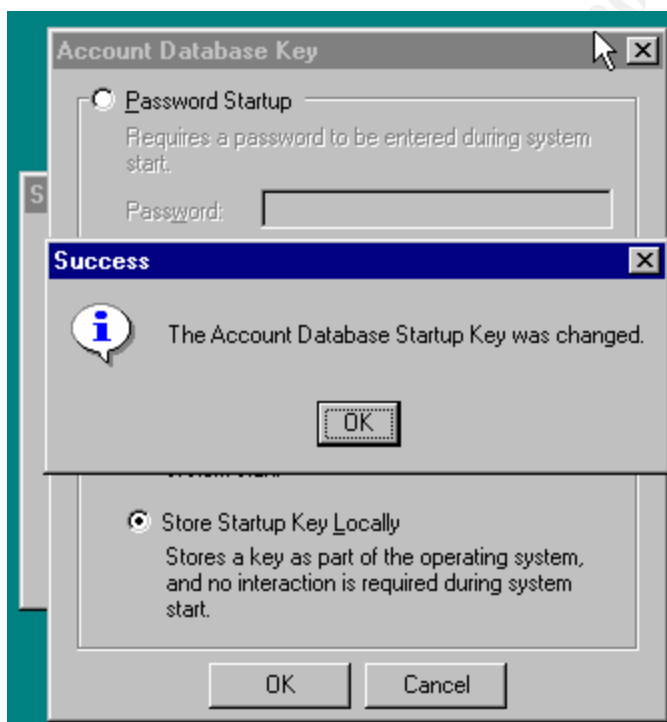 Account Database Key
Password Startup
Requires a password to be entered during system
start.
Password:
S
Success
The Account Database Startup Key was changed.
OK
Store Startup Key Locally
Stores a key as part of the operating system,
and no interaction is required during system
start.
OK Cancel